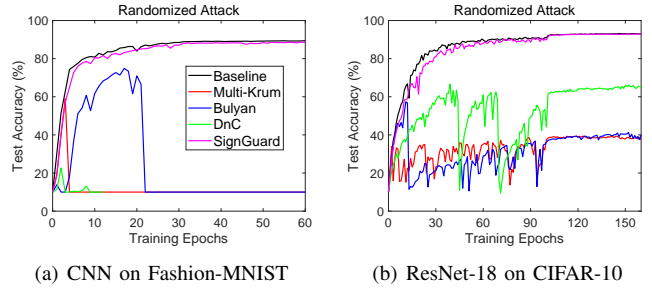 Randomized Attack
100
80
60
40
20
0
Test Accuracy (%)
Baseline
Multi-Krum
Bulyan
DnC
SignGuard
0 10 20 30 40 50 60
Training Epochs
(a) CNN on Fashion-MNIST
Randomized Attack
100
80
60
40
20
0
Test Accuracy (%)
0 30 60 90 120 150
Training Epochs
(b) ResNet-18 on CIFAR-10